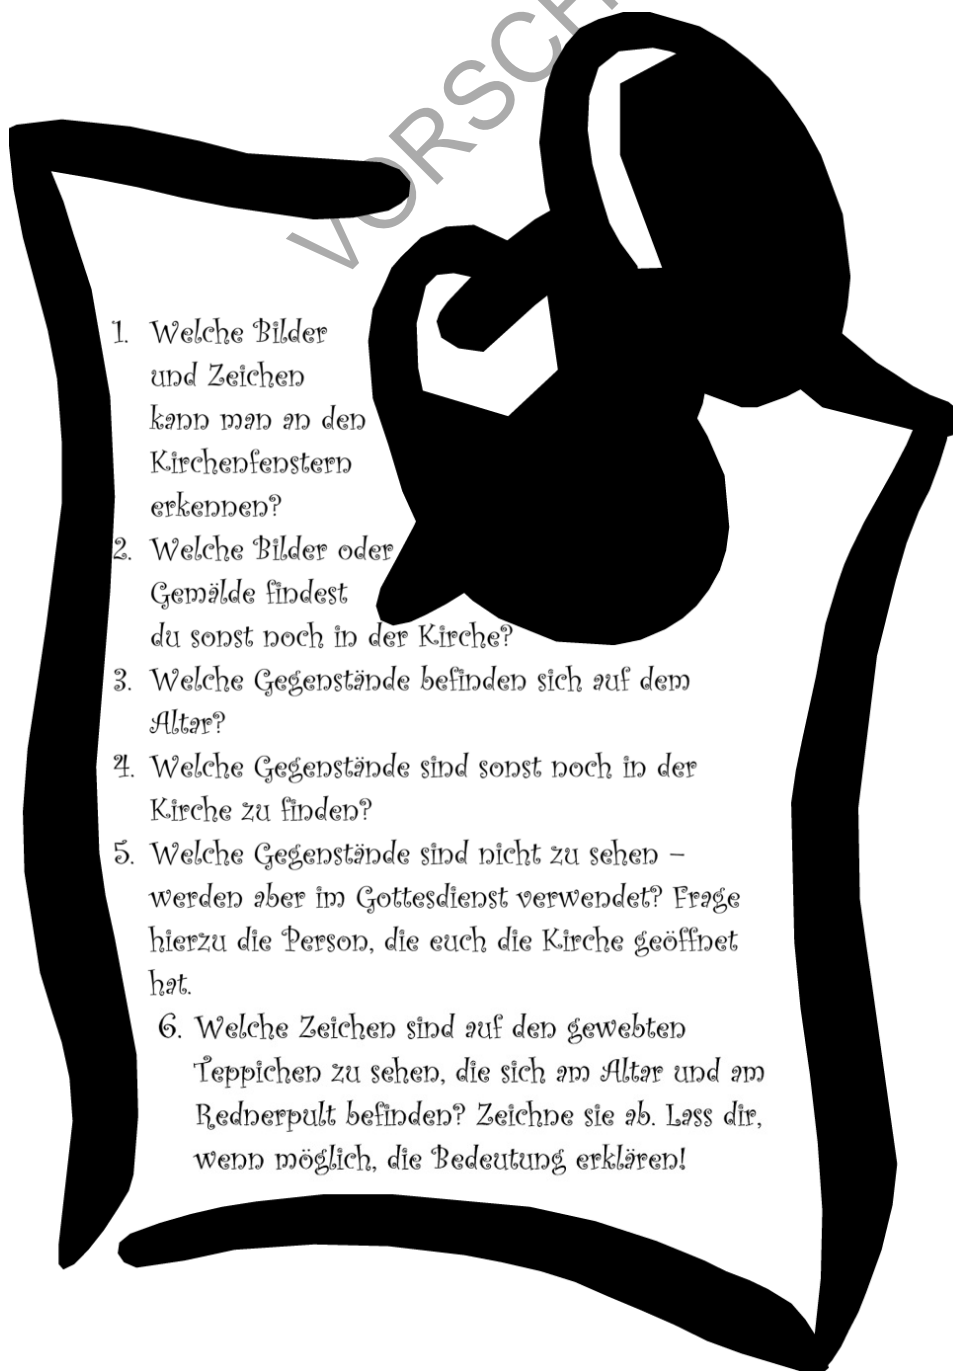 VORSCH
1. Welche Bilder
und Zeichen
kann man an den
Kirchenfenstern
erkennen?
2. Welche Bilder oder
Gemälde findest
du sonst noch in der Kirche?
3. Welche Gegenstände befinden sich auf dem
Altar?
4. Welche Gegenstände sind sonst noch in der
Kirche zu finden?
5. Welche Gegenstände sind nicht zu sehen –
werden aber im Gottesdienst verwendet? Frage
hierzu die Person, die euch die Kirche geöffnet
hat.
6. Welche Zeichen sind auf den gewebten
Teppichen zu sehen, die sich am Altar und am
Rednerpult befinden? Zeichne sie ab. Lass dir,
wenn möglich, die Bedeutung erklären!